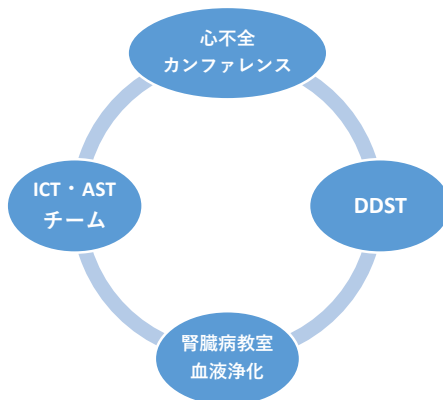 心不全
カンファレンス
ICT・AST
チーム
DDST
腎臓病教室
血液浄化